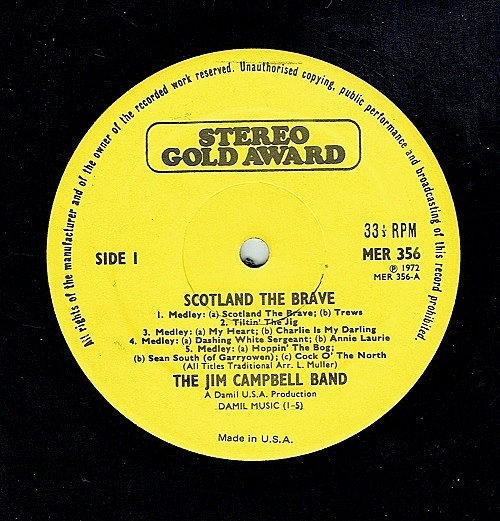 All rights of the manufacturer and of the owner of the recorded work reserved. Unauthorised copying, public performance and broadcasting of this record prohibited.
STEREO
GOLD AWARD
33⅓ RPM
SIDE I
MER 356
℗ 1972
MER 356-A
SCOTLAND THE BRAVE
1. Medley: (a) Scotland The Brave; (b) Trews
2. Tiltin' The Jig
3. Medley: (a) My Heart; (b) Charlie Is My Darling
4. Medley: (a) Dashing White Sergeant; (b) Annie Laurie
5. Medley: (a) Hoppin' The Bog;
(b) Sean South (of Garryowen); (c) Cock O' The North
(All Titles Traditional Arr. L. Muller)
THE JIM CAMPBELL BAND
A Damil U.S.A. Production
DAMIL MUSIC (1-5)
Made in U.S.A.